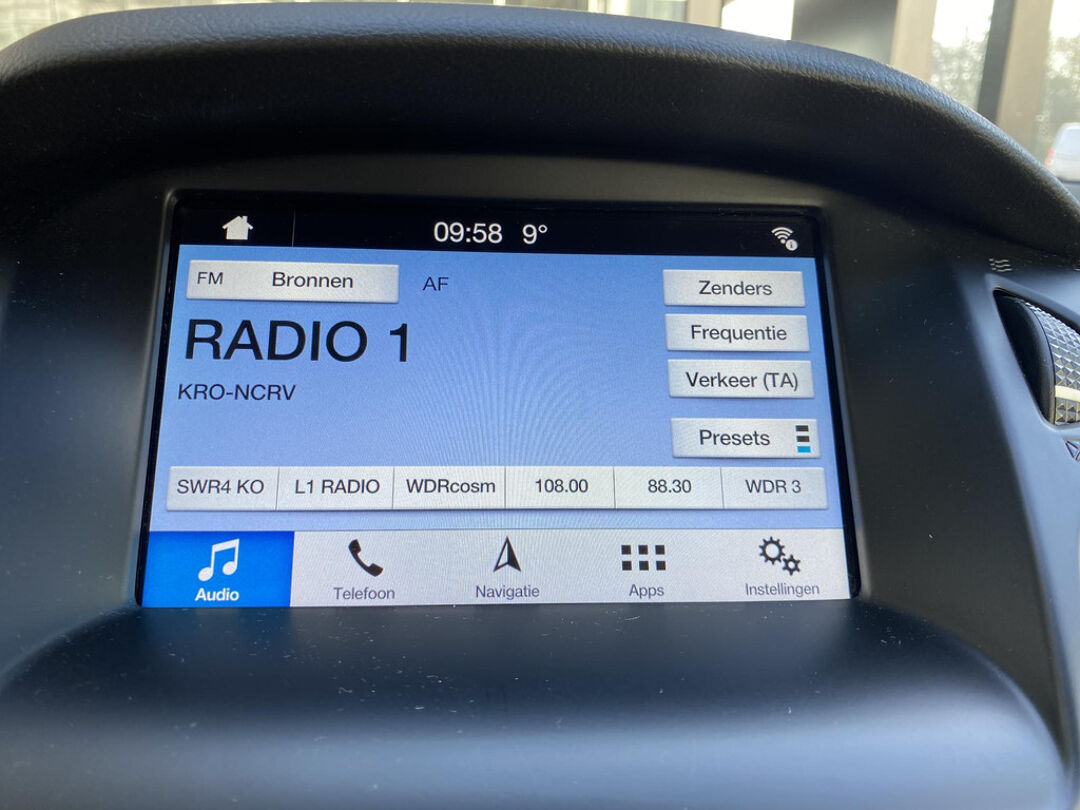 09:58 9°
FM Bronnen AF
Zenders
RADIO 1
Frequentie
KRO-NCRV
Verkeer (TA)
Presets
SWR4 KO L1 RADIO WDRcosm 108.00 88.30 WDR 3
Audio Telefoon Navigatie Apps Instellingen